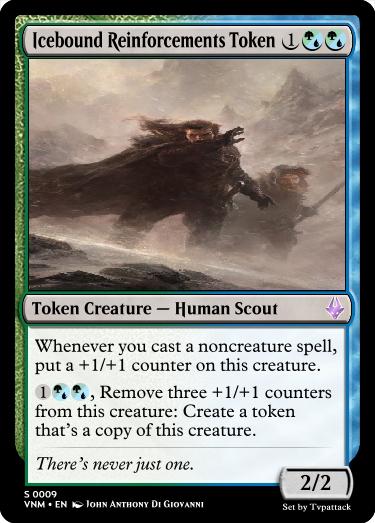 Icebound Reinforcements Token 1
Token Creature — Human Scout
Whenever you cast a noncreature spell,
put a +1/+1 counter on this creature.
1, Remove three +1/+1 counters
from this creature: Create a token
that's a copy of this creature.
There's never just one.
2/2
S 0009
VNM • EN John Anthony Di Giovanni
Set by Tvpattack